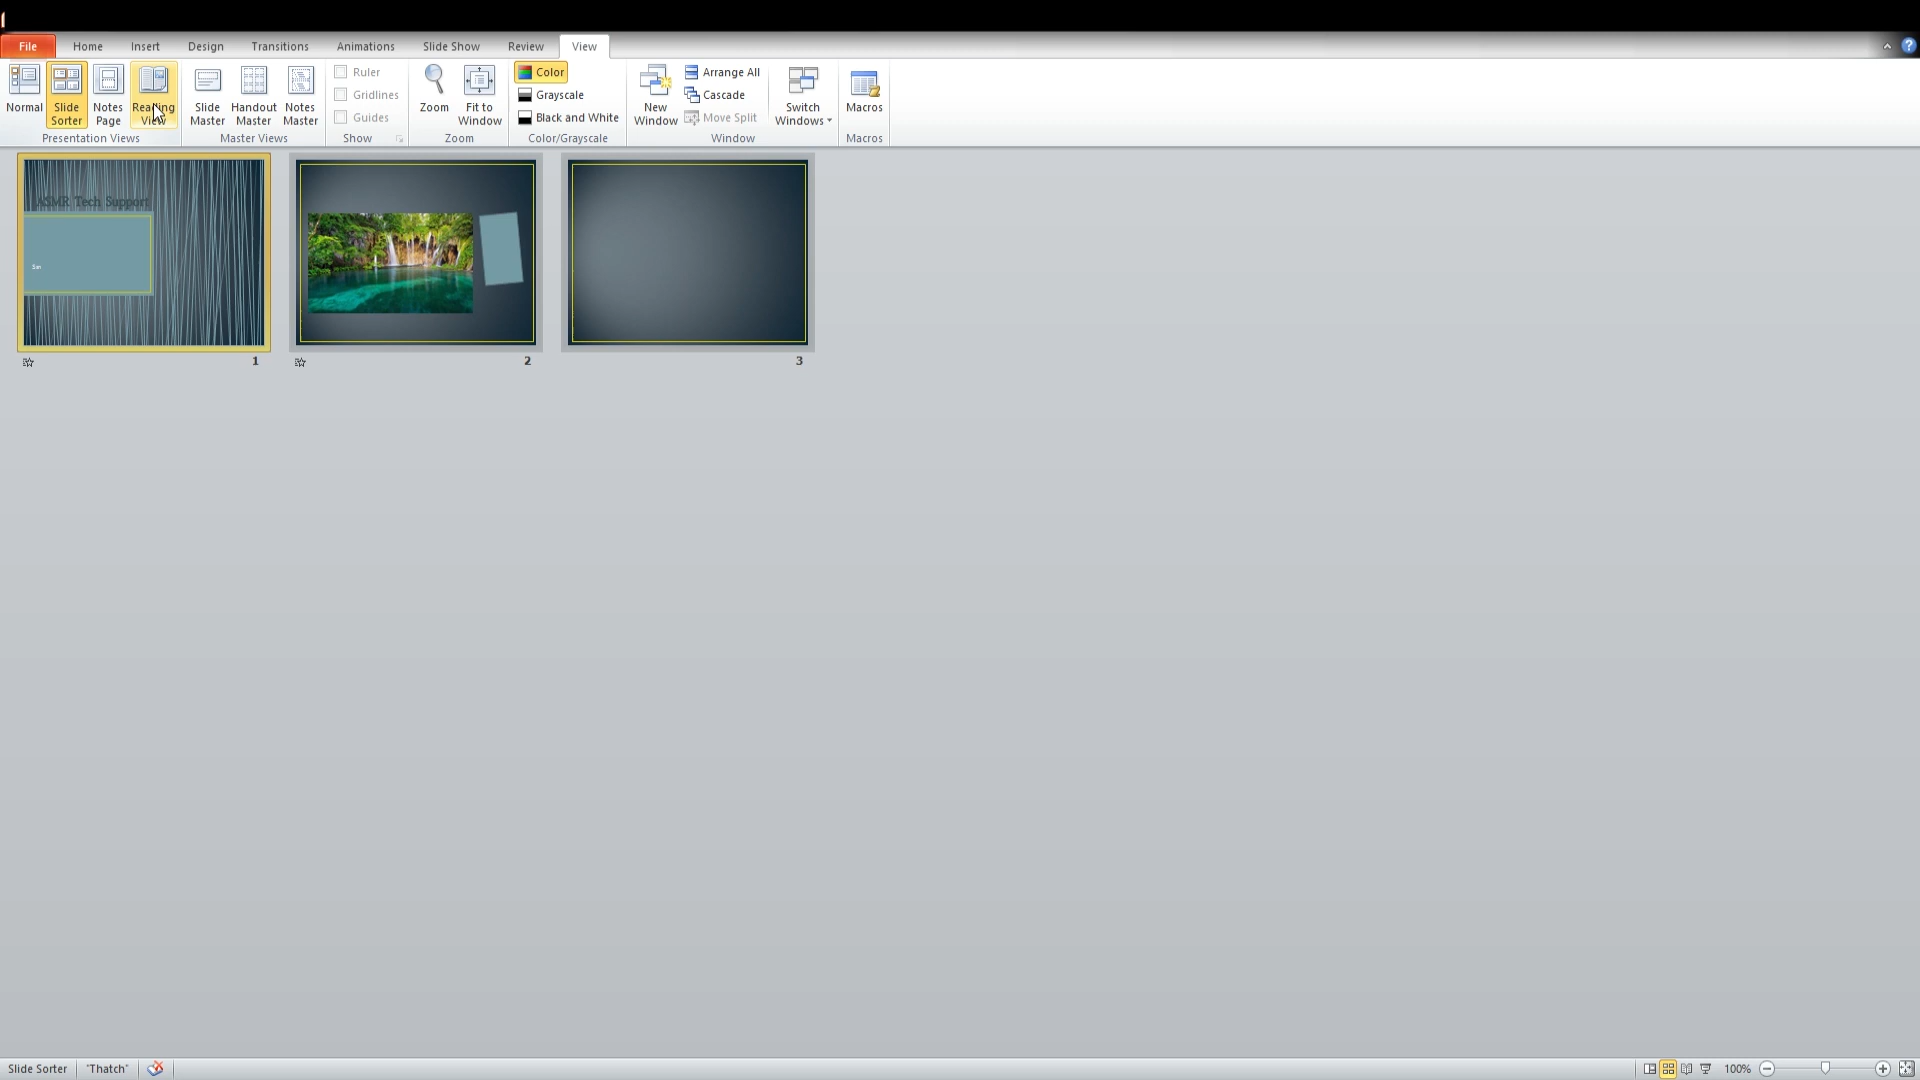 File Home Insert Design Transitions Animations Slide Show Review View
Normal
Slide Sorter
Notes Page
Reading View
Presentation Views
Slide Master
Handout Master
Notes Master
Master Views
Ruler
Gridlines
Guides
Show
Zoom
Fit to Window
Zoom
Color
Grayscale
Black and White
Color/Grayscale
New Window
Arrange All
Cascade
Move Split
Switch Windows
Window
Macros
Macros
ASMR Tech Support
1
2
3
Slide Sorter "Thatch" 100%